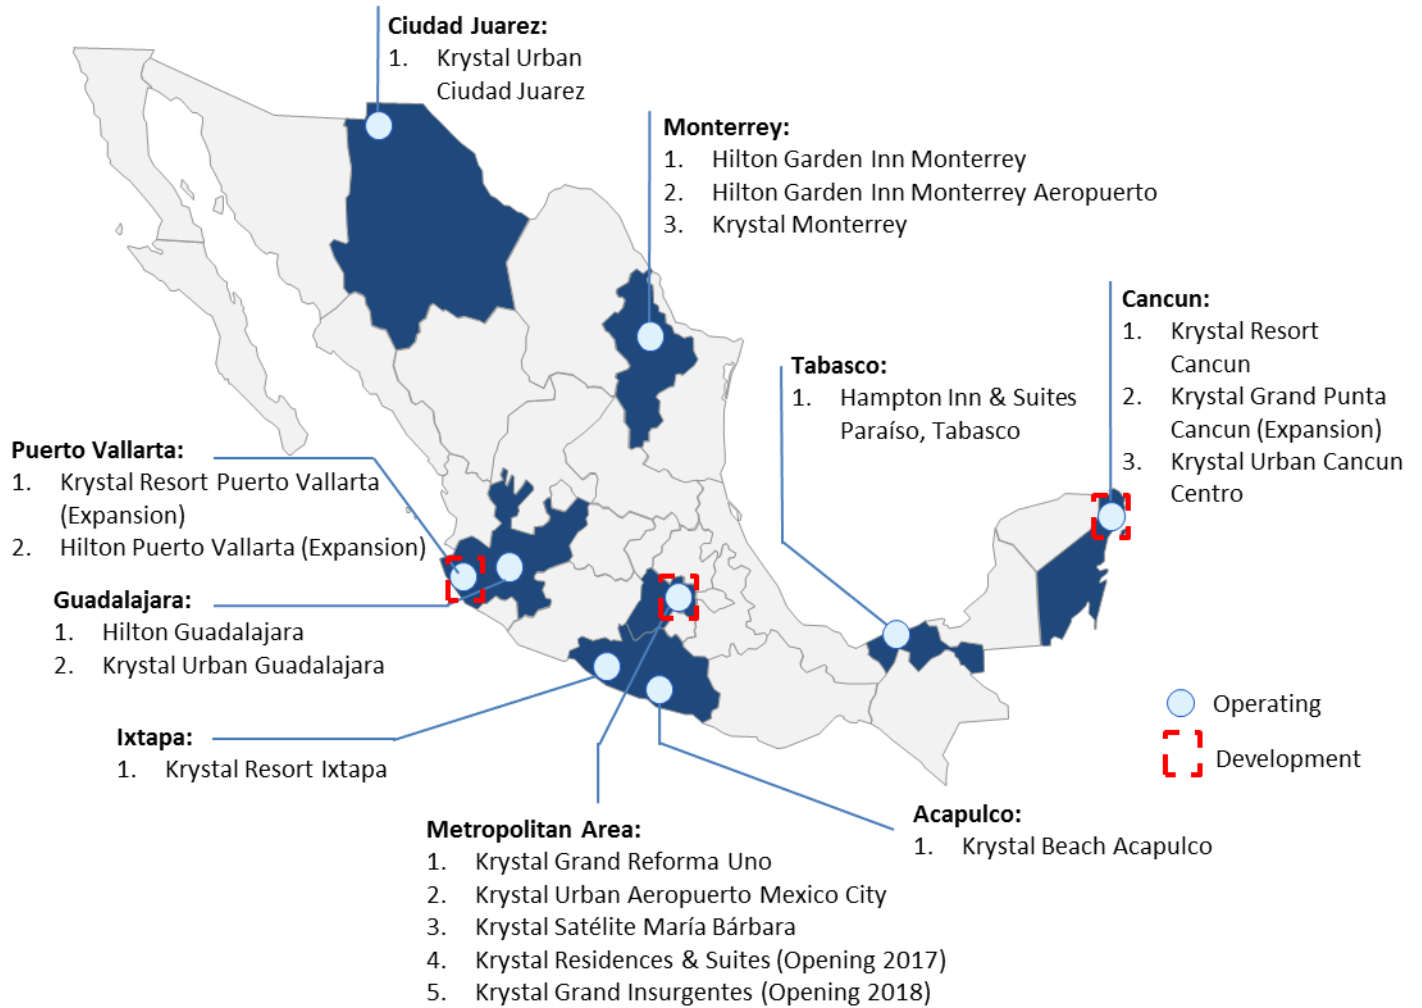 Ciudad Juarez:
1. Krystal Urban
Ciudad Juarez
Monterrey:
1. Hilton Garden Inn Monterrey
2. Hilton Garden Inn Monterrey Aeropuerto
3. Krystal Monterrey
Cancun:
1. Krystal Resort
Cancun
2. Krystal Grand Punta
Cancun (Expansion)
3. Krystal Urban Cancun
Centro
Tabasco:
1. Hampton Inn & Suites
Paraíso, Tabasco
Puerto Vallarta:
1. Krystal Resort Puerto Vallarta
(Expansion)
2. Hilton Puerto Vallarta (Expansion)
Guadalajara:
1. Hilton Guadalajara
2. Krystal Urban Guadalajara
Ixtapa:
1. Krystal Resort Ixtapa
Operating
Development
Acapulco:
1. Krystal Beach Acapulco
Metropolitan Area:
1. Krystal Grand Reforma Uno
2. Krystal Urban Aeropuerto Mexico City
3. Krystal Satélite María Bárbara
4. Krystal Residences & Suites (Opening 2017)
5. Krystal Grand Insurgentes (Opening 2018)